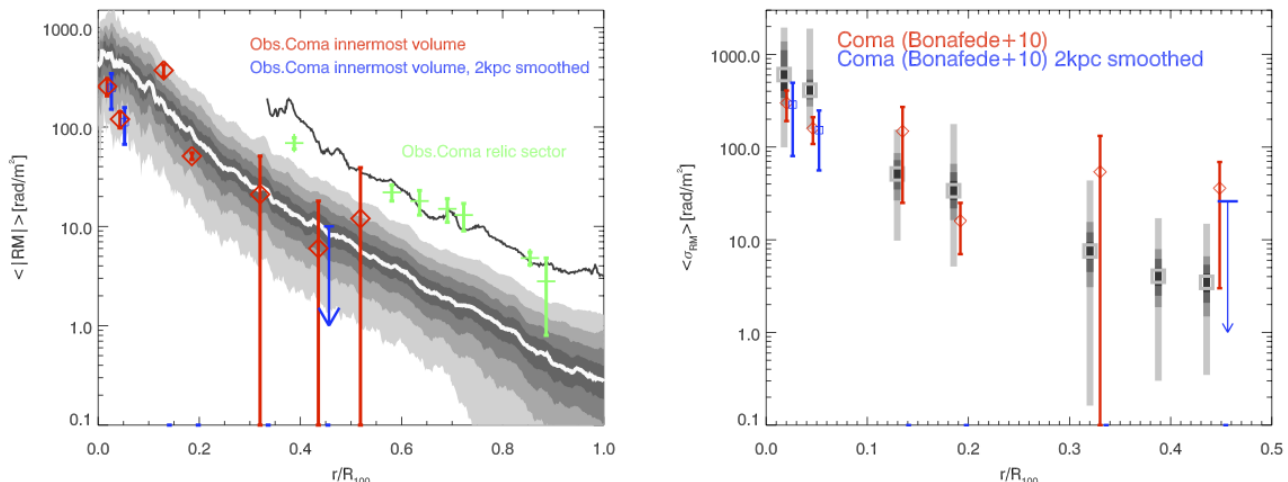 1000.0
100.0
10.0
1.0
0.1
< |RM| > [rad/m²]
Obs.Coma innermost volume
Obs.Coma innermost volume, 2kpc smoothed
Obs.Coma relic sector
0.0 0.2 0.4 0.6 0.8 1.0
r/R₁₀₀
1000.0
100.0
10.0
1.0
0.1
<σRM> [rad/m²]
Coma (Bonafede+10)
Coma (Bonafede+10) 2kpc smoothed
0.0 0.1 0.2 0.3 0.4 0.5
r/R₁₀₀